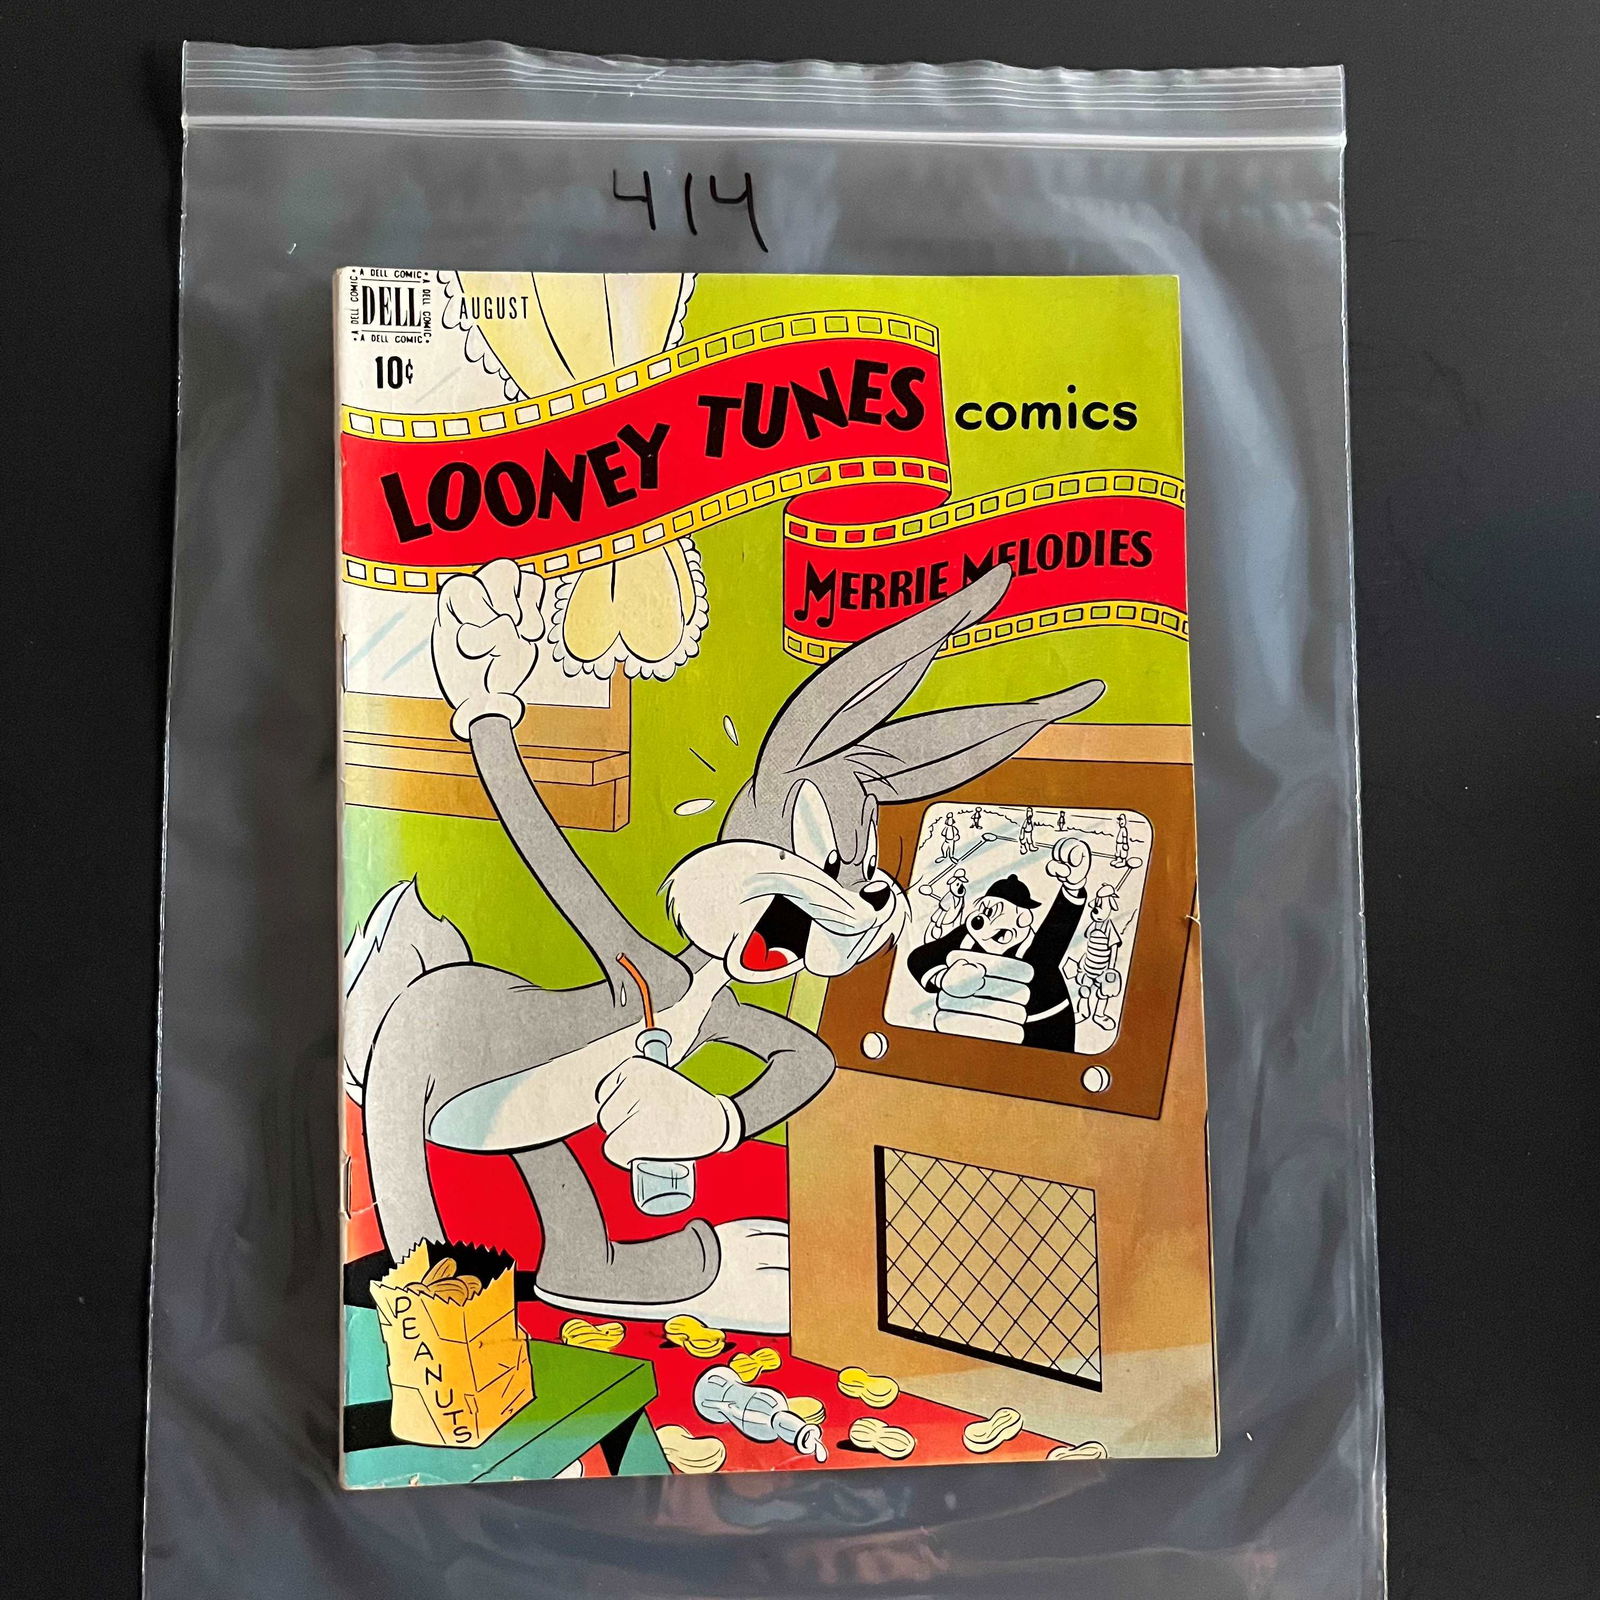 414
A DELL COMIC
A DELL COMIC
DELL
A DELL COMIC
A DELL COMIC
AUGUST
10¢
LOONEY TUNES
comics
MERRIE MELODIES
PEANUTS